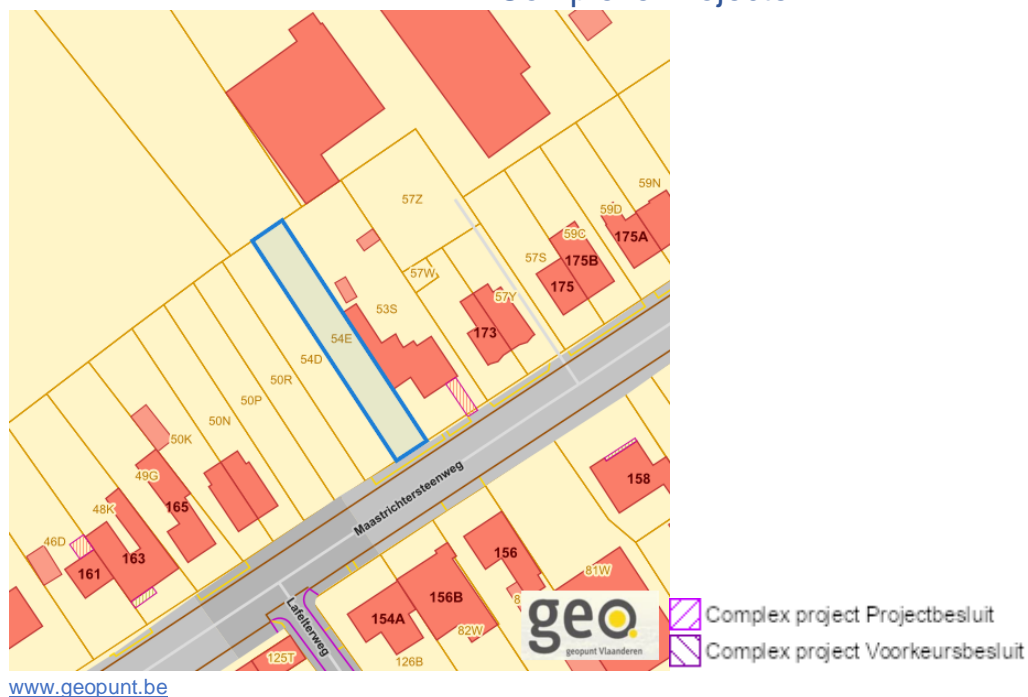 57Z
59N
59D
175A
59C
175B
57S
175
57W
57Y
173
53S
54E
54D
50R
50P
50N
50K
49G
165
48K
163
46D
161
Maastrichtersteenweg
158
156
81W
154A
156B
82W
Lafelterweg
125T
126B
geo
geopunt Vlaanderen
Complex project Projectbesluit
Complex project Voorkeursbesluit
www.geopunt.be